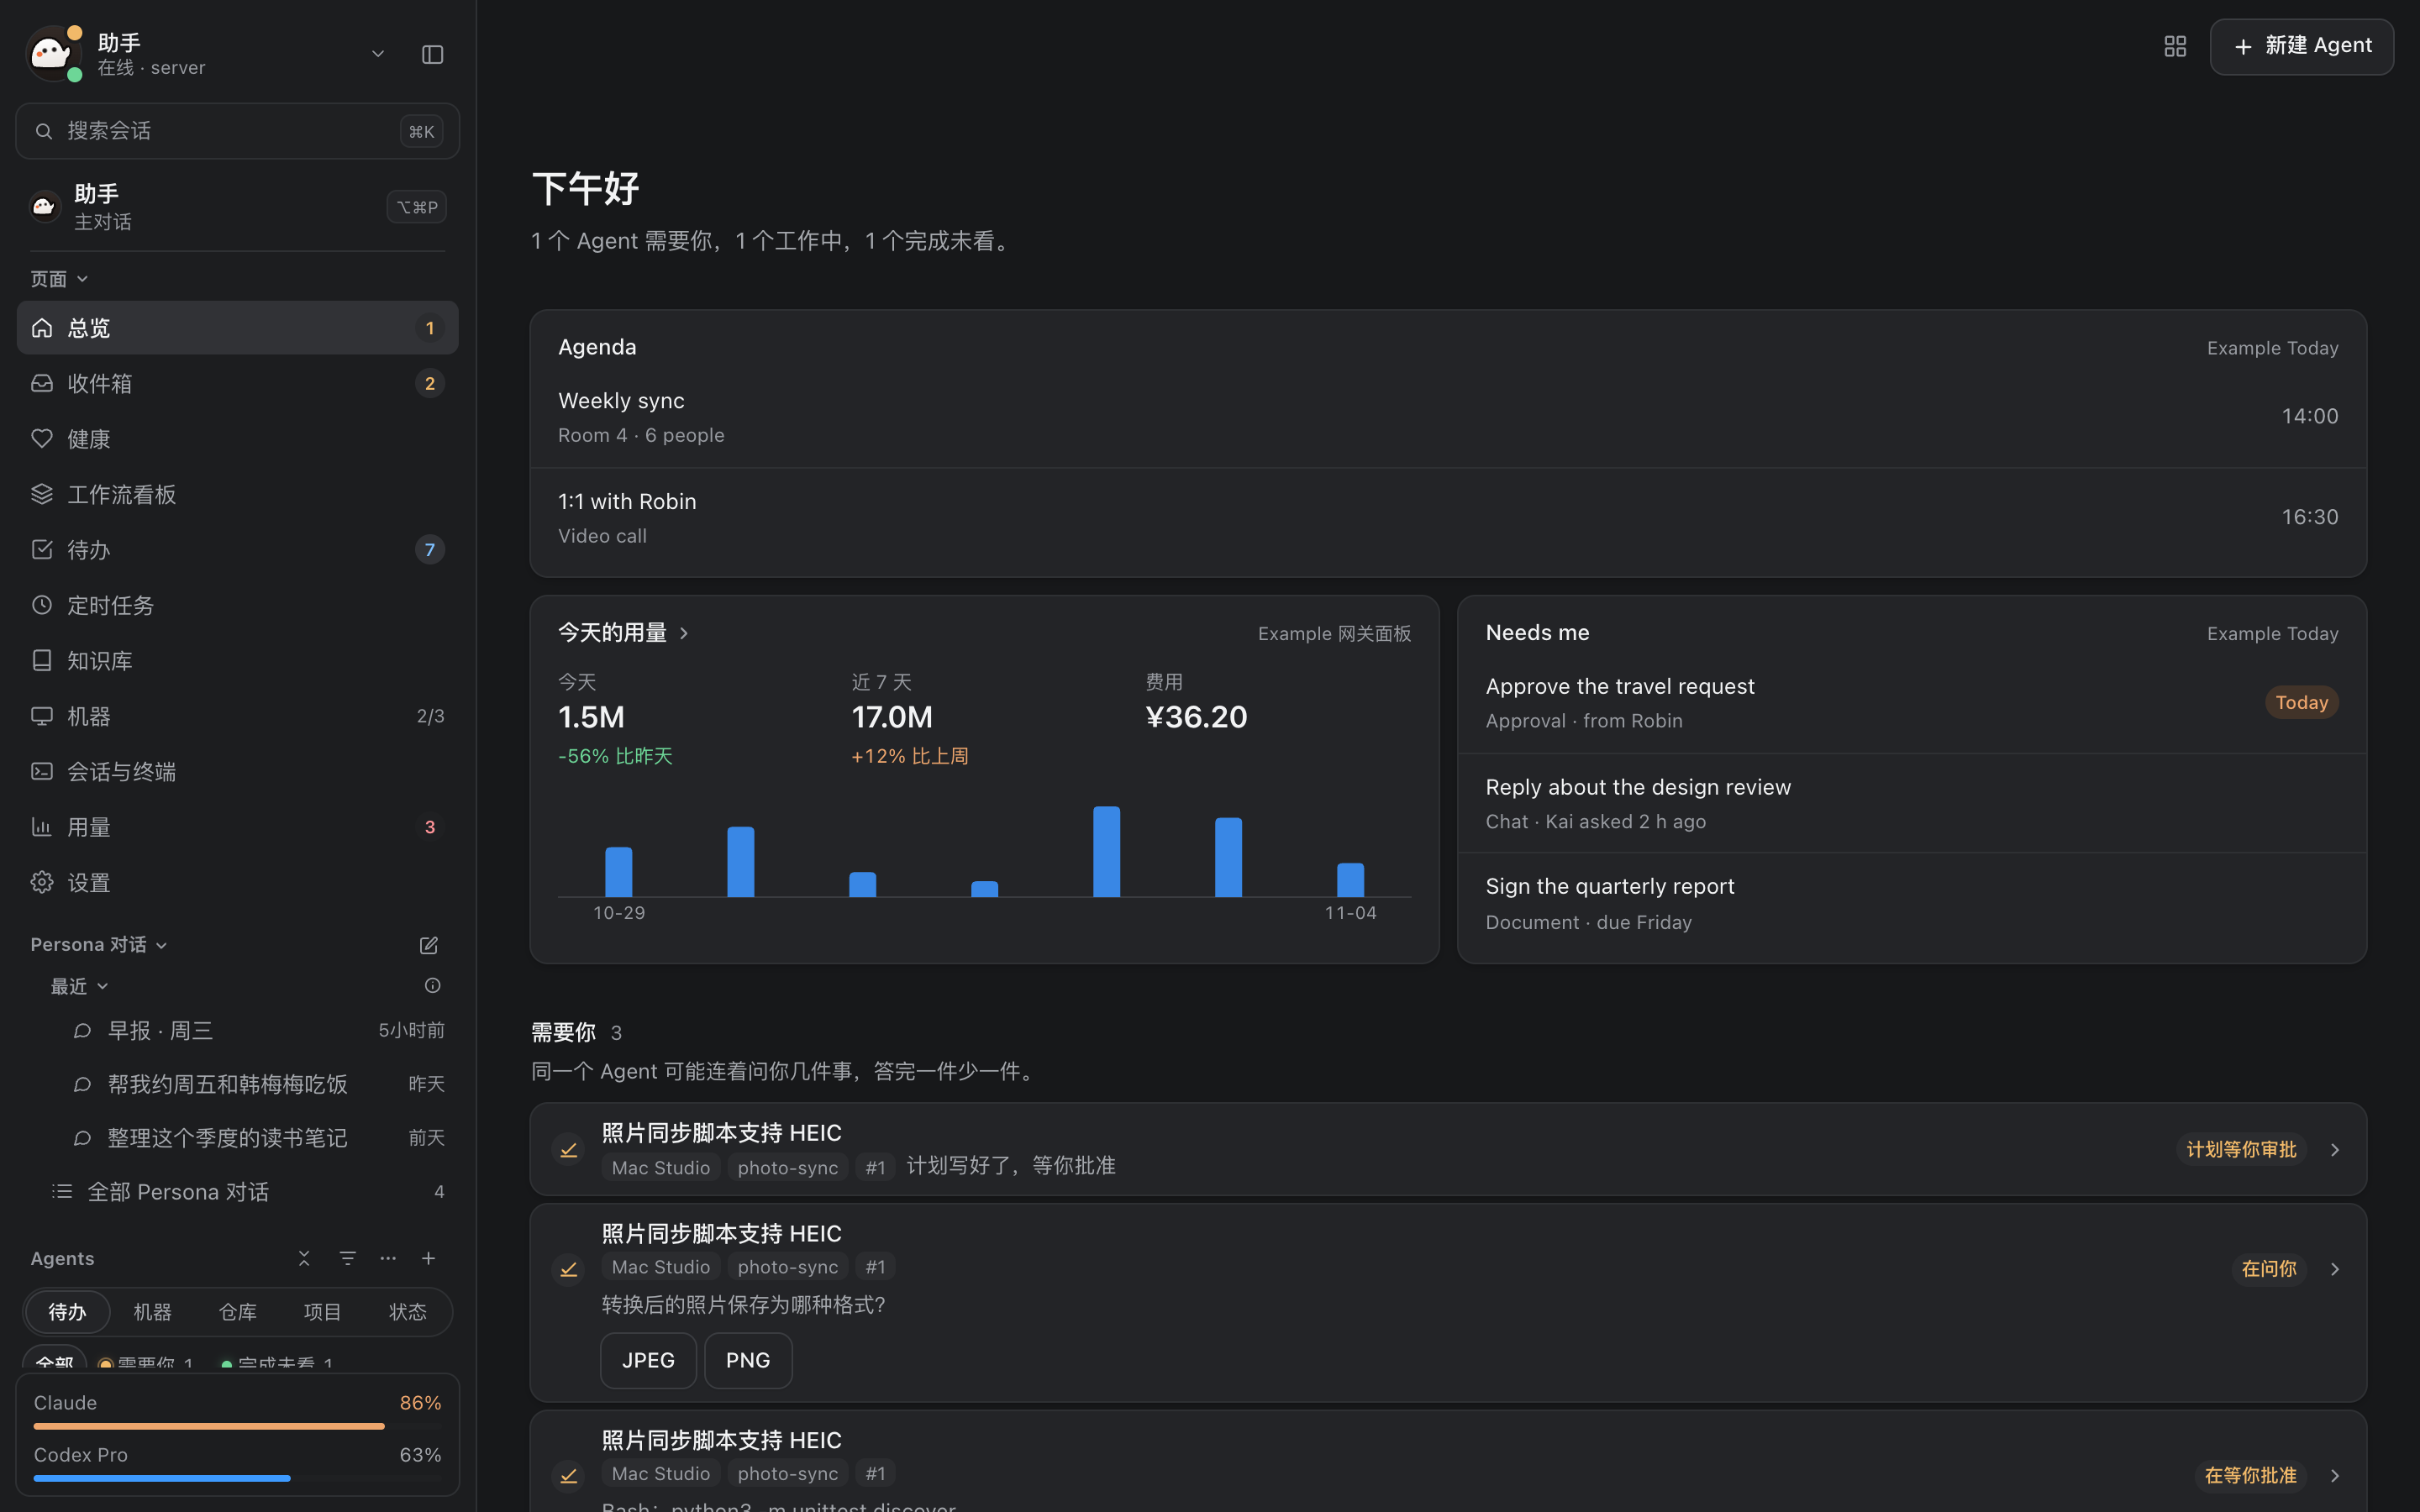 助手
在线 · server
搜索会话 ⌘K
助手
主对话
⌥⌘P
页面
总览 1
收件箱 2
健康
工作流看板
待办 7
定时任务
知识库
机器 2/3
会话与终端
用量 3
设置
Persona 对话
最近
早报 · 周三 5小时前
帮我约周五和韩梅梅吃饭 昨天
整理这个季度的读书笔记 前天
全部 Persona 对话 4
Agents
待办 机器 仓库 项目 状态
全部 需要你 1 完成未看 1
Claude 86%
Codex Pro 63%
新建 Agent
下午好
1 个 Agent 需要你，1 个工作中，1 个完成未看。
Agenda Example Today
Weekly sync
Room 4 · 6 people
14:00
1:1 with Robin
Video call
16:30
今天的用量 Example 网关面板
今天 近 7 天 费用
1.5M 17.0M ¥36.20
-56% 比昨天 +12% 比上周
10-29 11-04
Needs me Example Today
Approve the travel request
Approval · from Robin
Today
Reply about the design review
Chat · Kai asked 2 h ago
Sign the quarterly report
Document · due Friday
需要你 3
同一个 Agent 可能连着问你几件事，答完一件少一件。
照片同步脚本支持 HEIC
Mac Studio photo-sync #1 计划写好了，等你批准
计划等你审批
照片同步脚本支持 HEIC
Mac Studio photo-sync #1
转换后的照片保存为哪种格式？
JPEG PNG
在问你
照片同步脚本支持 HEIC
Mac Studio photo-sync #1
Bash: python3 -m unittest discover
在等你批准